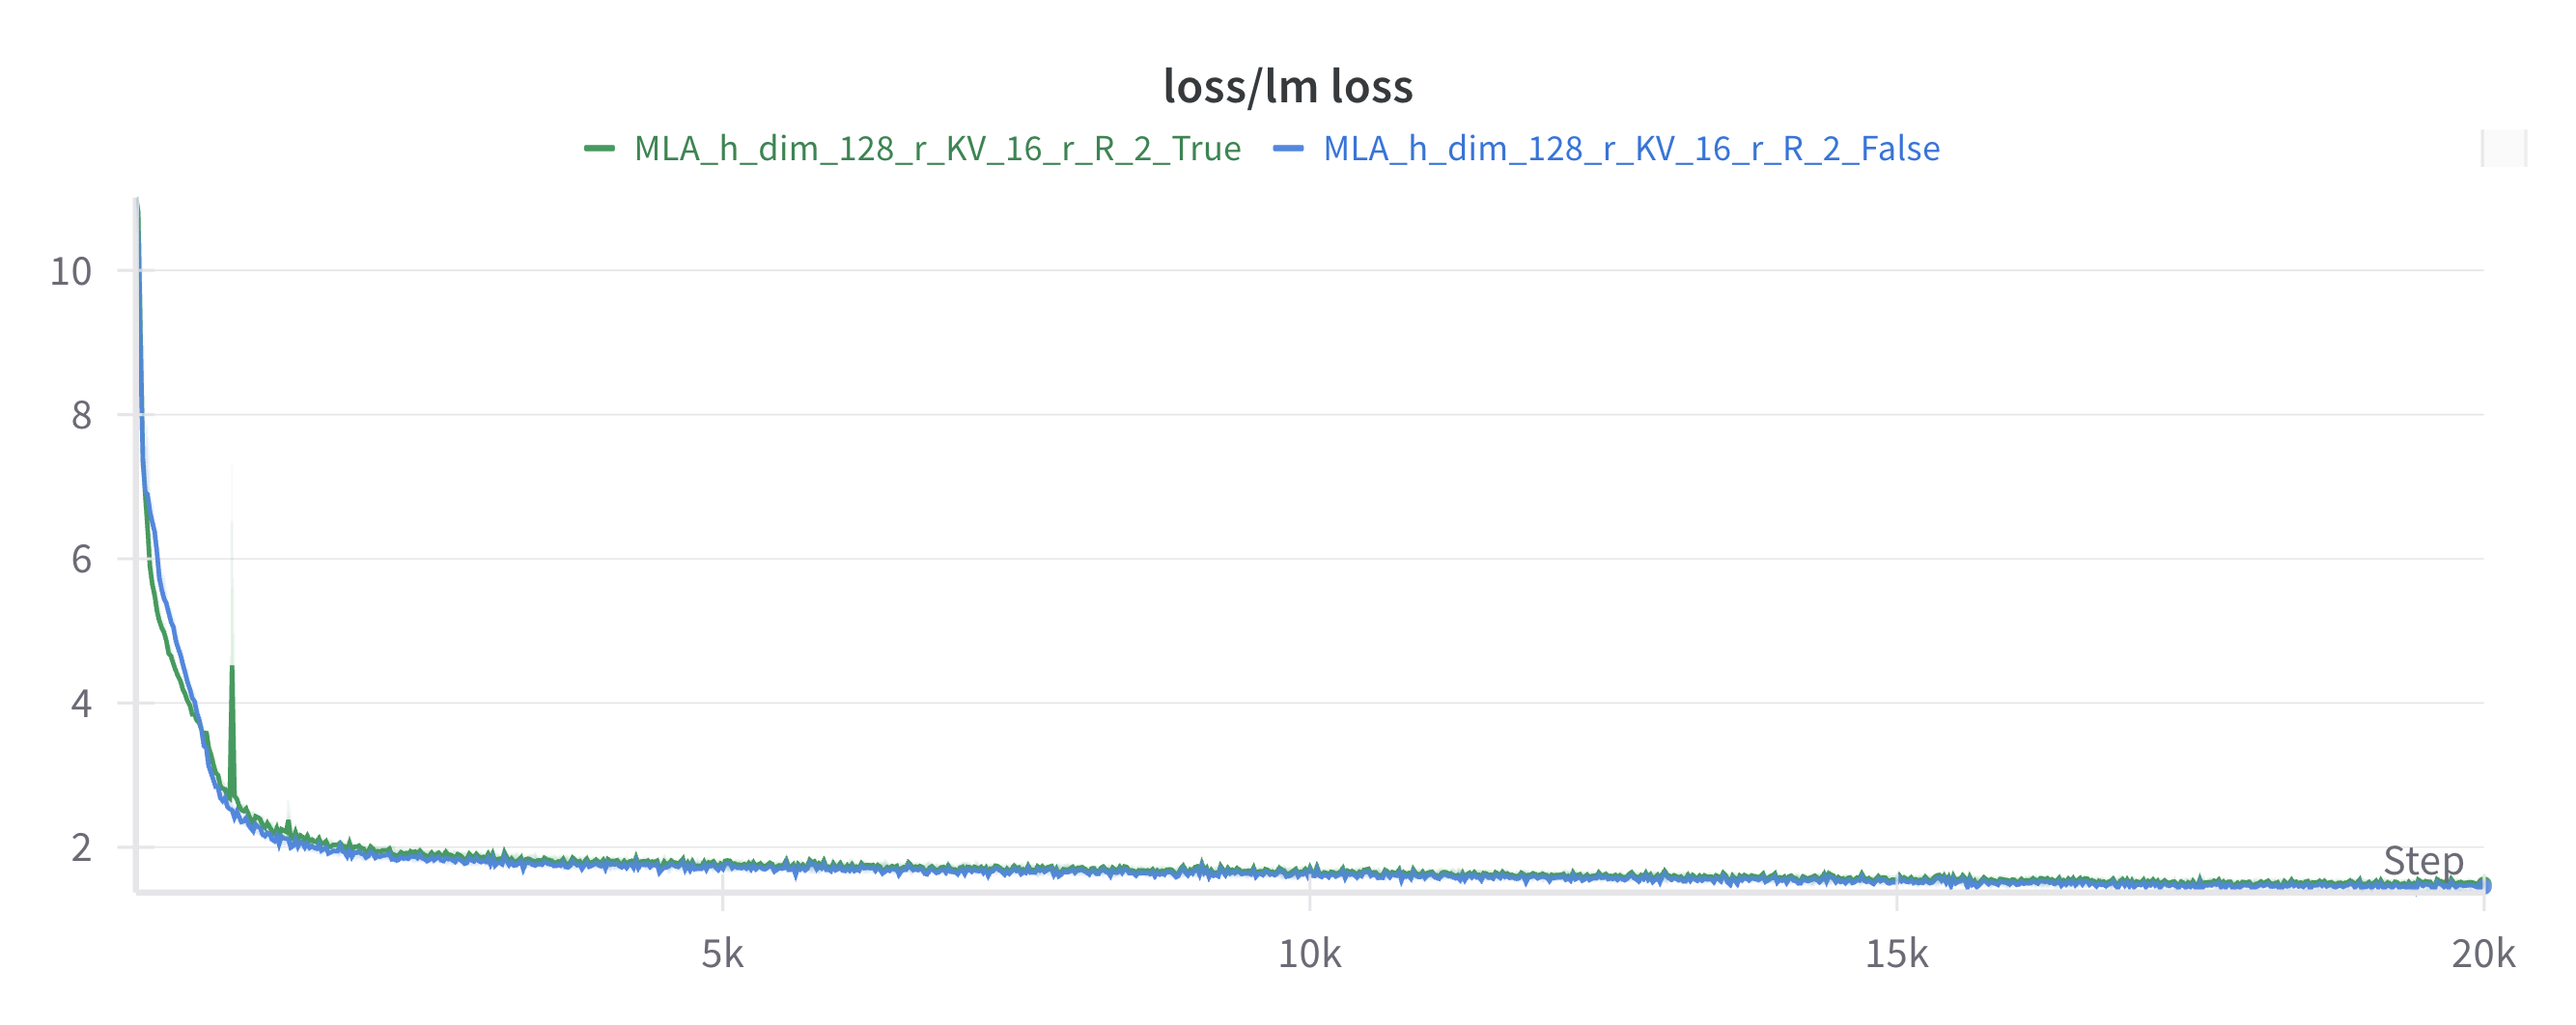 loss/lm loss
MLA_h_dim_128_r_KV_16_r_R_2_True MLA_h_dim_128_r_KV_16_r_R_2_False
10
8
6
4
2
Step
5k 10k 15k 20k